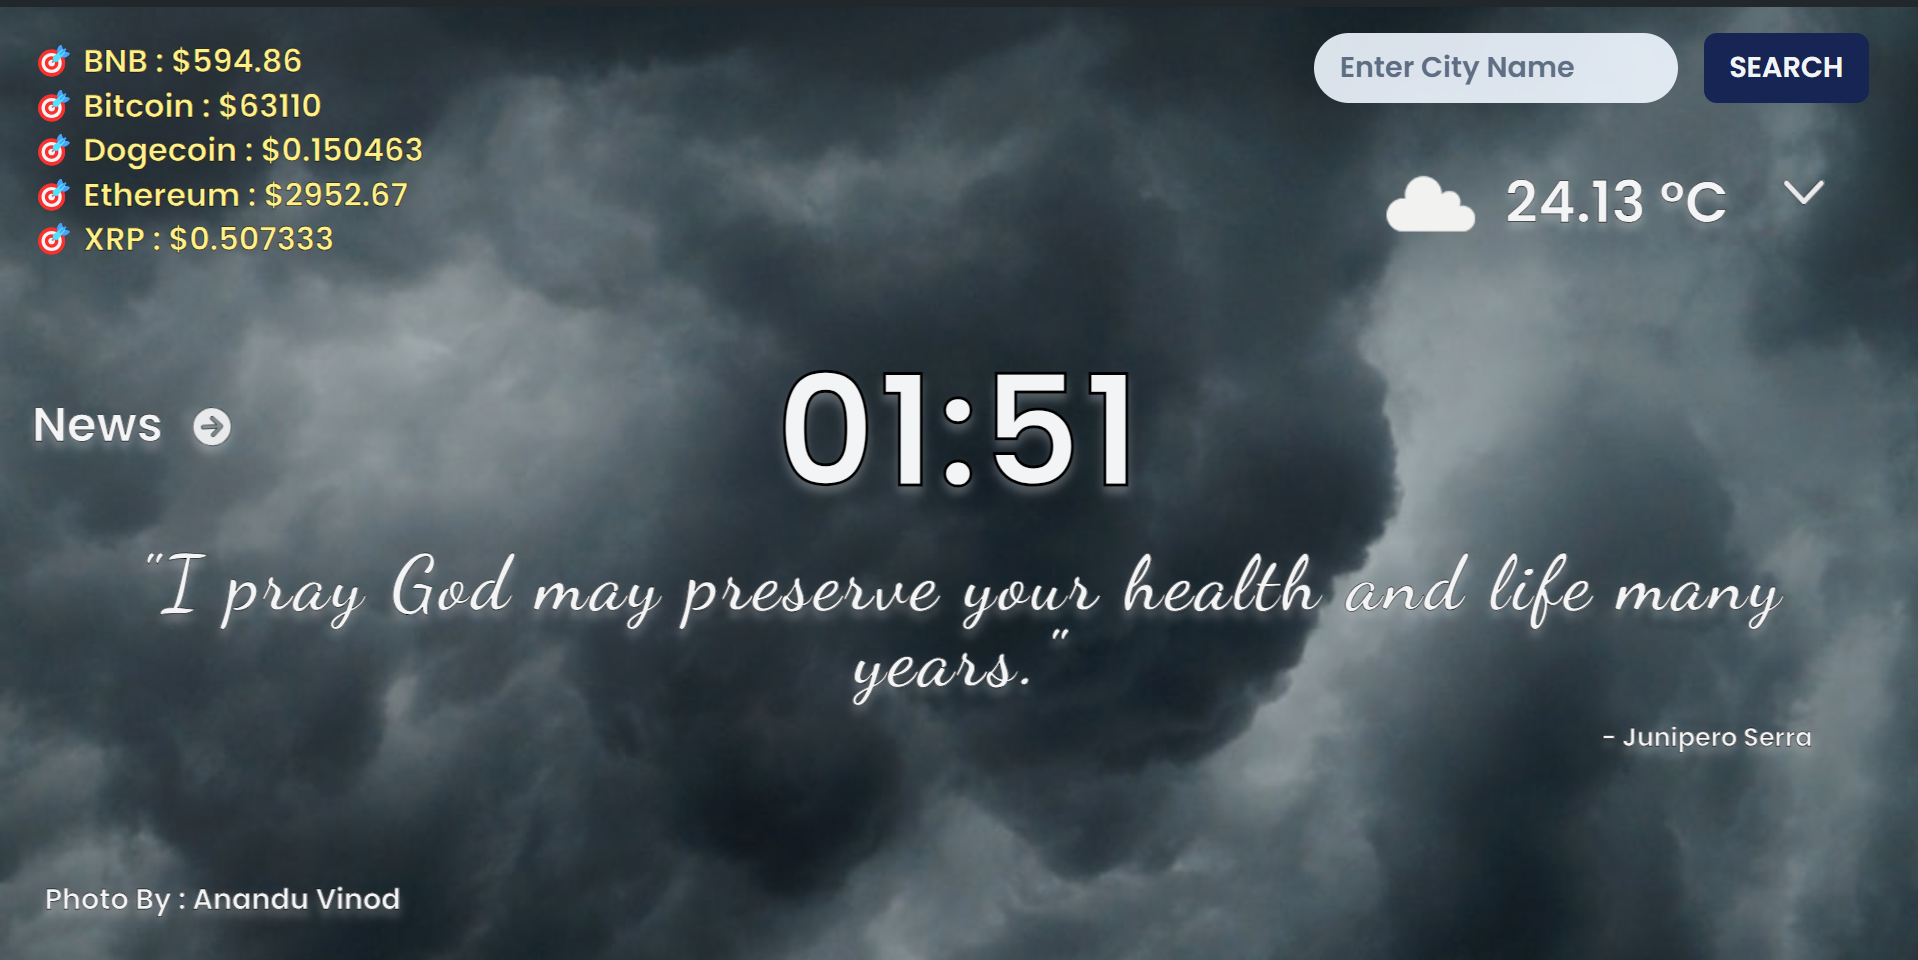 BNB : $594.86
Bitcoin : $63110
Dogecoin : $0.150463
Ethereum : $2952.67
XRP : $0.507333
Enter City Name
SEARCH
24.13 °C
News
01:51
"I pray God may preserve your health and life many
years."
- Junipero Serra
Photo By : Anandu Vinod